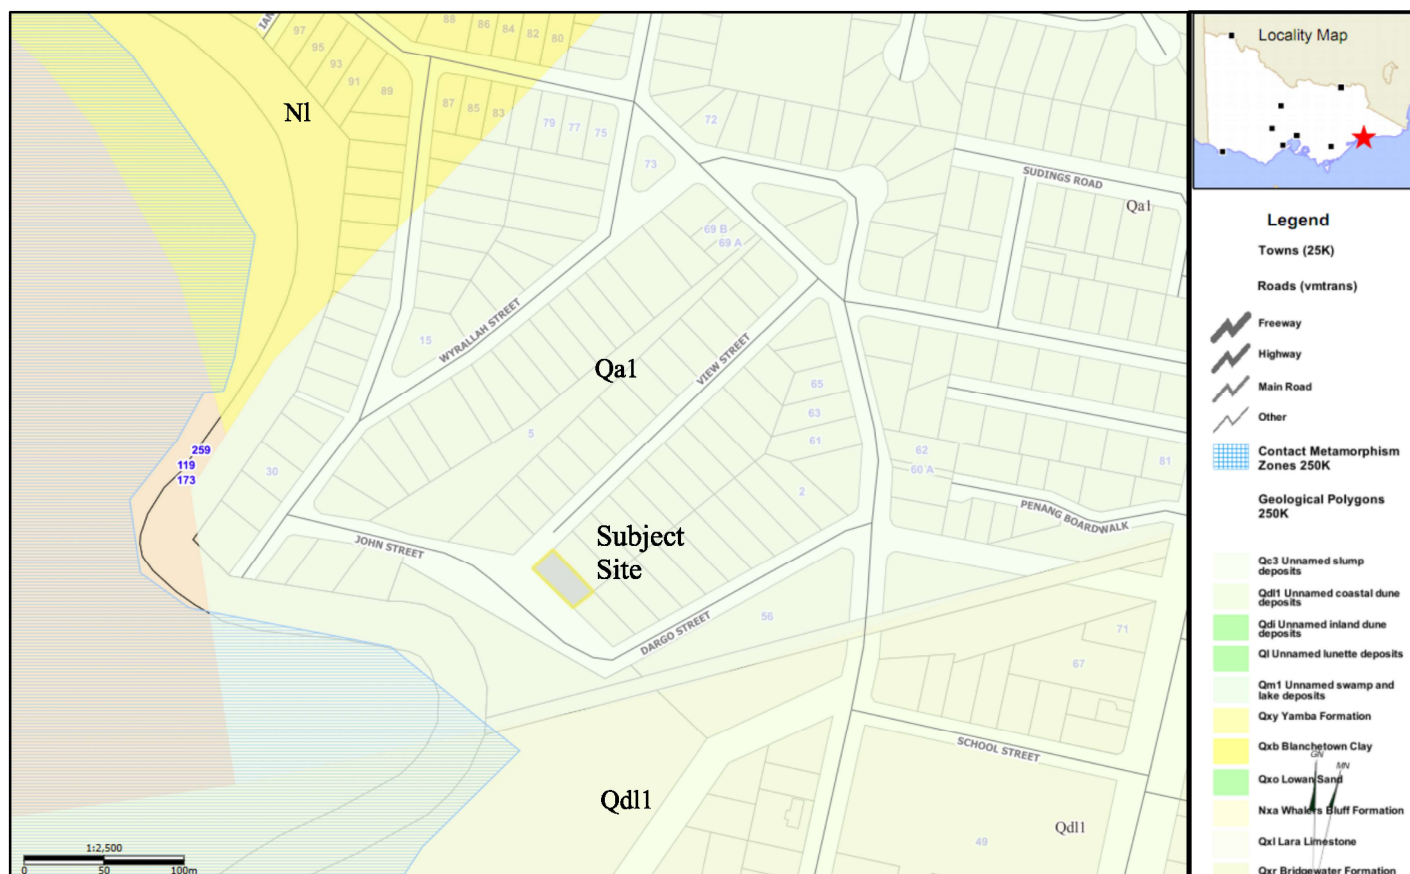 IAN
88
86
84
82
80
97
95
93
91
89
Nl
87
85
83
79
77
75
72
73
SUDINGS ROAD
Qa1
69 B
69 A
WYRALLAH STREET
15
VIEW STREET
Qa1
65
63
61
5
62
60 A
81
259
119
173
30
2
PENANG BOARDWALK
JOHN STREET
Subject
Site
DARGO STREET
56
71
67
SCHOOL STREET
Qdl1
Qdl1
49
1:2,500
0
50
100m
Locality Map
Legend
Towns (25K)
Roads (vmtrans)
Freeway
Highway
Main Road
Other
Contact Metamorphism
Zones 250K
Geological Polygons
250K
Qc3 Unnamed slump
deposits
Qdl1 Unnamed coastal dune
deposits
Qdi Unnamed inland dune
deposits
Ql Unnamed lunette deposits
Qm1 Unnamed swamp and
lake deposits
Qxy Yamba Formation
Qxb Blanchetown Clay
GN
MN
Qxo Lowan Sand
Nxa Whalers Bluff Formation
Qxl Lara Limestone
Qxr Bridgewater Formation